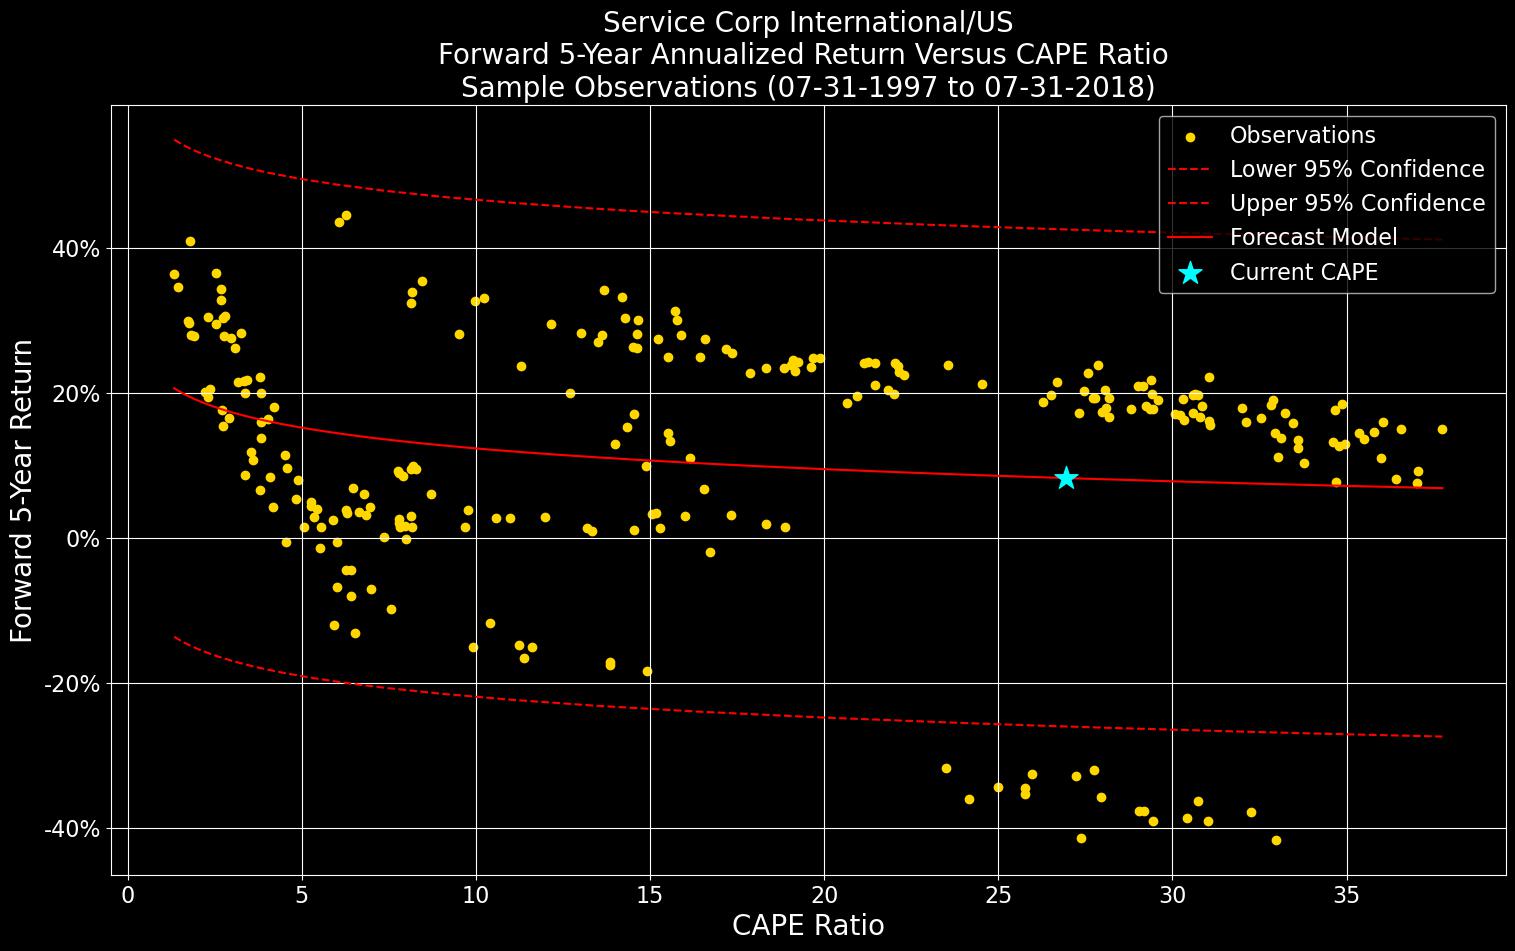 Service Corp International/US
Forward 5-Year Annualized Return Versus CAPE Ratio
Sample Observations (07-31-1997 to 07-31-2018)
Observations
Lower 95% Confidence
Upper 95% Confidence
Forecast Model
Current CAPE
Forward 5-Year Return
40%
20%
0%
-20%
-40%
0 5 10 15 20 25 30 35
CAPE Ratio